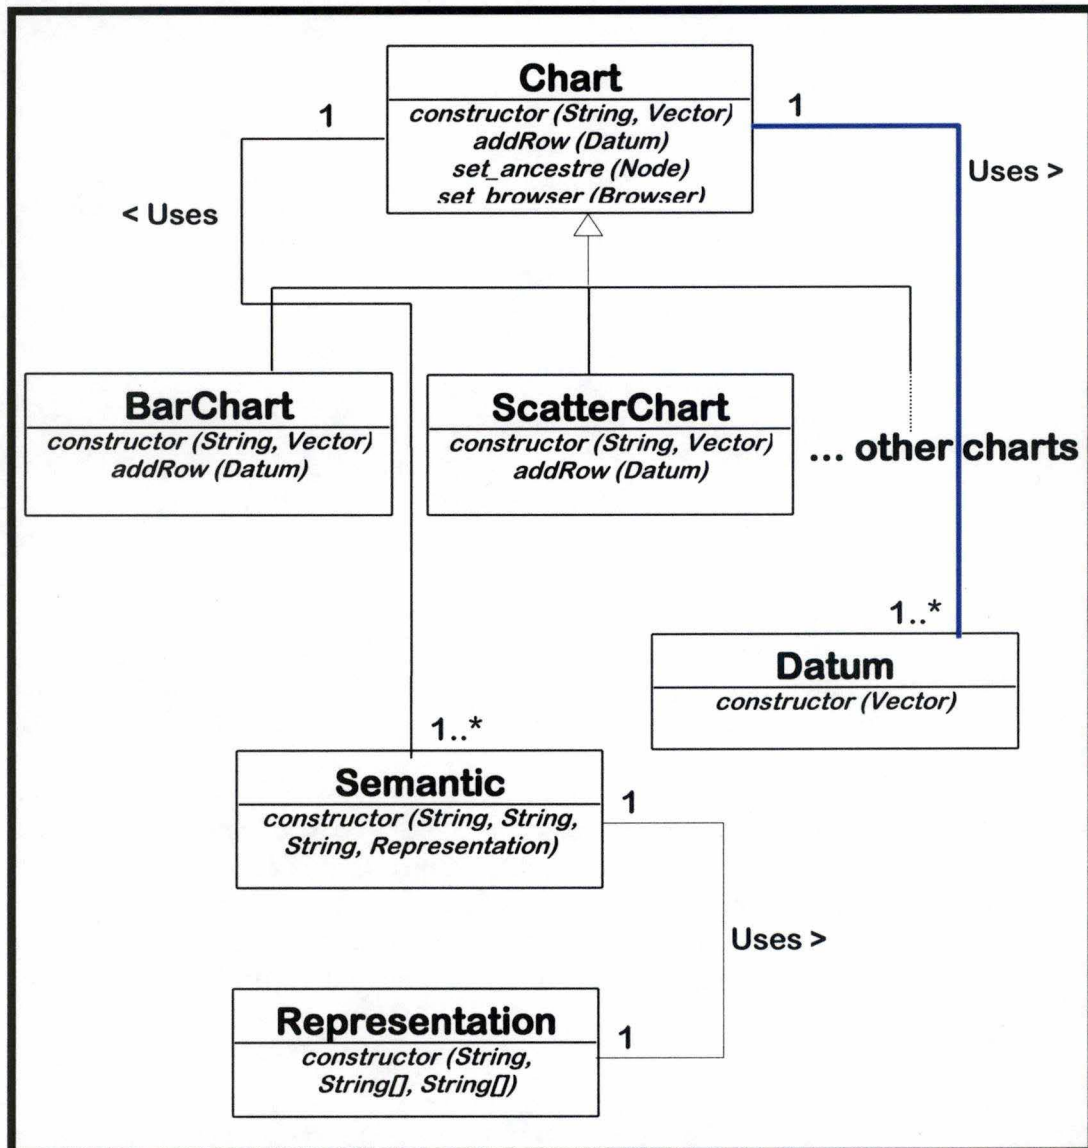 Chart
constructor (String, Vector)
addRow (Datum)
set_ancestre (Node)
set_browser (Browser)
1
1
< Uses
Uses >
BarChart
constructor (String, Vector)
addRow (Datum)
ScatterChart
constructor (String, Vector)
addRow (Datum)
... other charts
1..*
Datum
constructor (Vector)
1..*
Semantic
constructor (String, String,
String, Representation)
1
Uses >
Representation
constructor (String,
String[], String[])
1